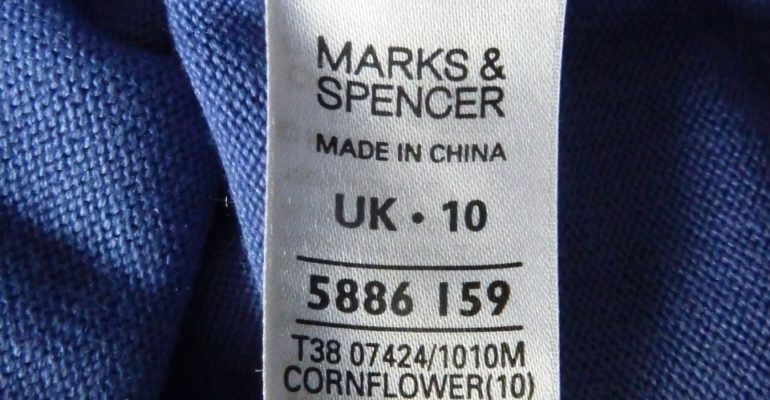 MARKS &
SPENCER
MADE IN CHINA
UK • 10
5886 159
T38 07424/1010M
CORNFLOWER(10)